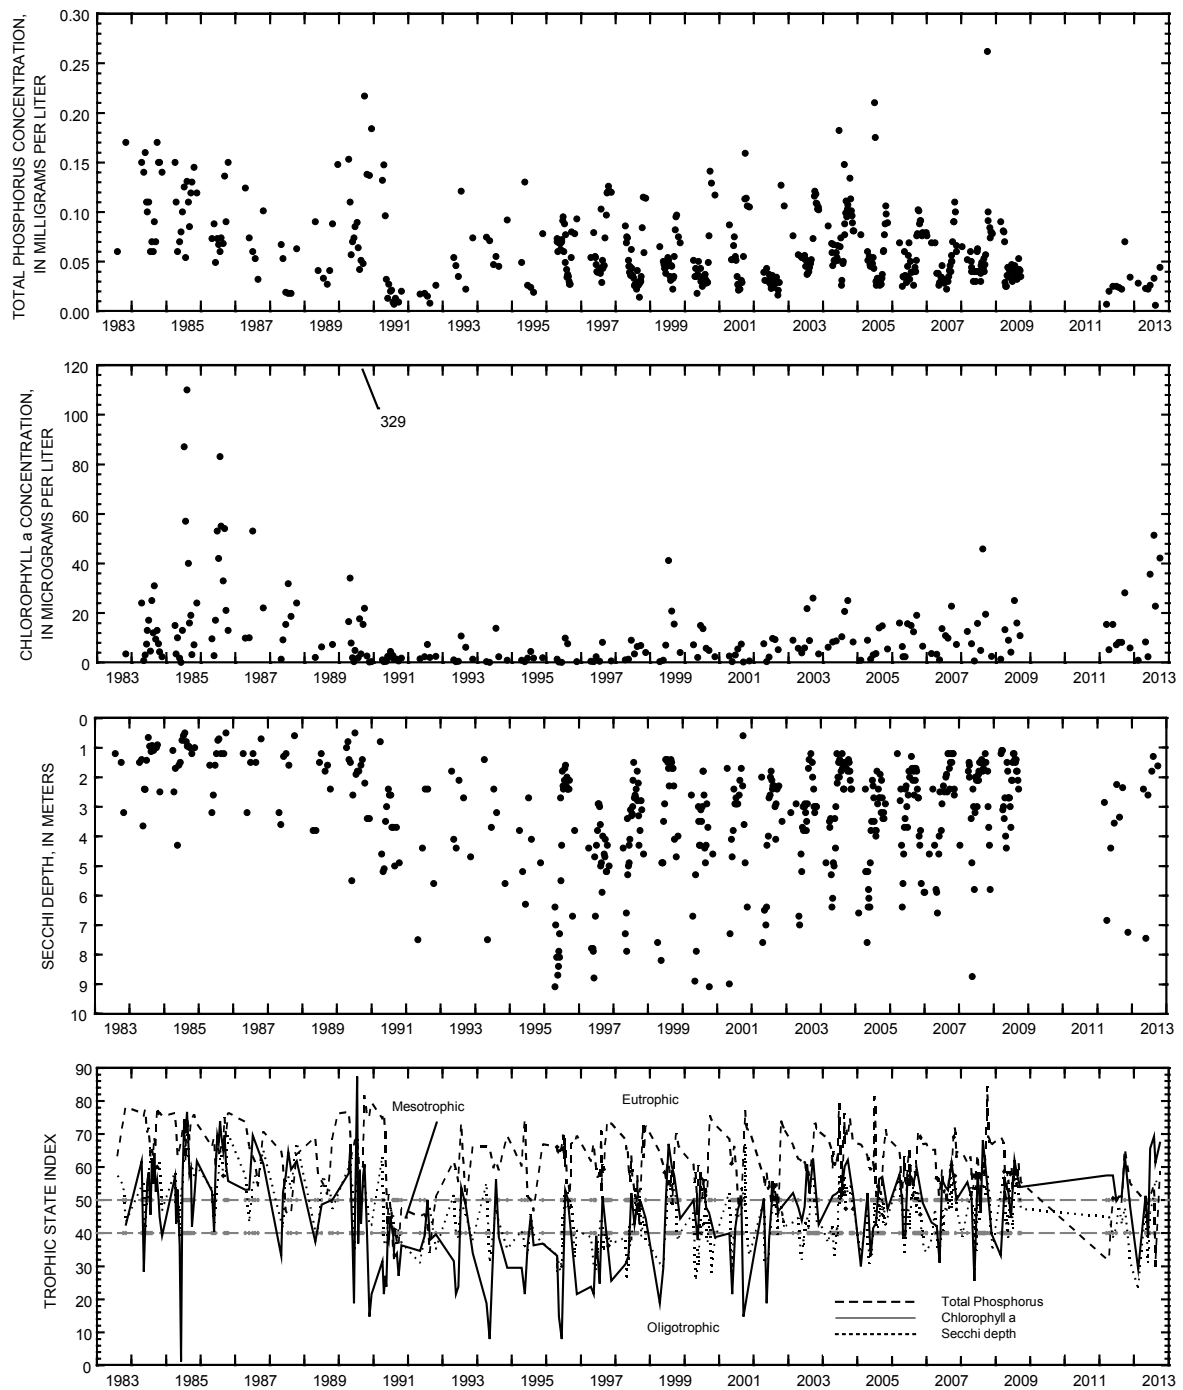 TOTAL PHOSPHORUS CONCENTRATION,
IN MILLIGRAMS PER LITER
0.30
0.25
0.20
0.15
0.10
0.05
0.00
1983 1985 1987 1989 1991 1993 1995 1997 1999 2001 2003 2005 2007 2009 2011 2013
CHLOROPHYLL a CONCENTRATION,
IN MICROGRAMS PER LITER
120
100
80
60
40
20
0
329
1983 1985 1987 1989 1991 1993 1995 1997 1999 2001 2003 2005 2007 2009 2011 2013
SECCHI DEPTH, IN METERS
0
1
2
3
4
5
6
7
8
9
10
1983 1985 1987 1989 1991 1993 1995 1997 1999 2001 2003 2005 2007 2009 2011 2013
TROPHIC STATE INDEX
90
80
70
60
50
40
30
20
10
0
Mesotrophic
Eutrophic
Oligotrophic
Total Phosphorus
Chlorophyll a
Secchi depth
1983 1985 1987 1989 1991 1993 1995 1997 1999 2001 2003 2005 2007 2009 2011 2013